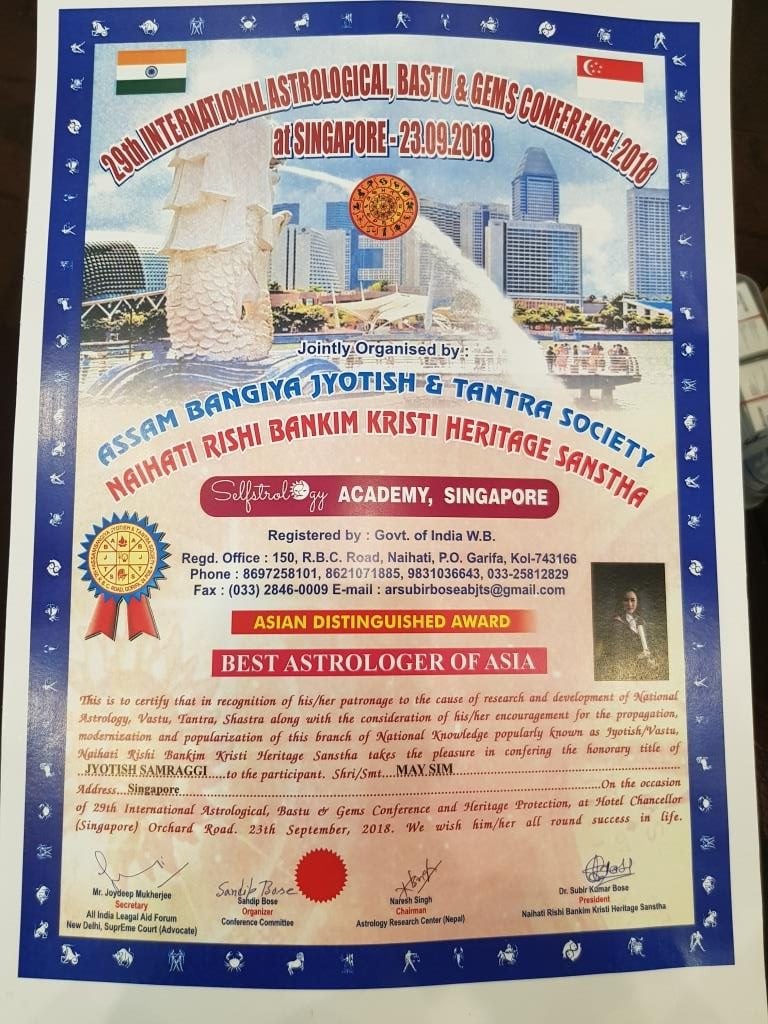 29th INTERNATIONAL ASTROLOGICAL, BASTU & GEMS CONFERENCE 2018
at SINGAPORE - 23.09.2018
Jointly Organised by :
ASSAM BANGIYA JYOTISH & TANTRA SOCIETY
NAIHATI RISHI BANKIM KRISTI HERITAGE SANSTHA
Selfstrology ACADEMY, SINGAPORE
Registered by : Govt. of India W.B.
Regd. Office : 150, R.B.C. Road, Naihati, P.O. Garifa, Kol-743166
Phone : 8697258101, 8621071885, 9831036643, 033-25812829
Fax : (033) 2846-0009 E-mail : arsubirboseabjts@gmail.com
ASIAN DISTINGUISHED AWARD
BEST ASTROLOGER OF ASIA
This is to certify that in recognition of his/her patronage to the cause of research and development of National
Astrology, Vastu, Tantra, Shastra along with the consideration of his/her encouragement for the propagation,
modernization and popularization of this branch of National Knowledge popularly known as Jyotish/Vastu,
Naihati Rishi Bankim Kristi Heritage Sanstha takes the pleasure in confering the honorary title of
..JYOTISH SAMRAGGI.....to the participant. Shri/Smt....MAY SIM
Address...Singapore...On the occasion
of 29th International Astrological, Bastu & Gems Conference and Heritage Protection, at Hotel Chancellor
(Singapore) Orchard Road. 23th September, 2018. We wish him/her all round success in life.
Mr. Joydeep Mukherjee
Secretary
All India Leagal Aid Forum
New Delhi, SuprEme Court (Advocate)
Sandip Bose
Sandip Bose
Organizer
Conference Committee
Naresh Singh
Chairman
Astrology Research Center (Nepal)
Dr. Subir Kumar Bose
President
Naihati Rishi Bankim Kristi Heritage Sanstha